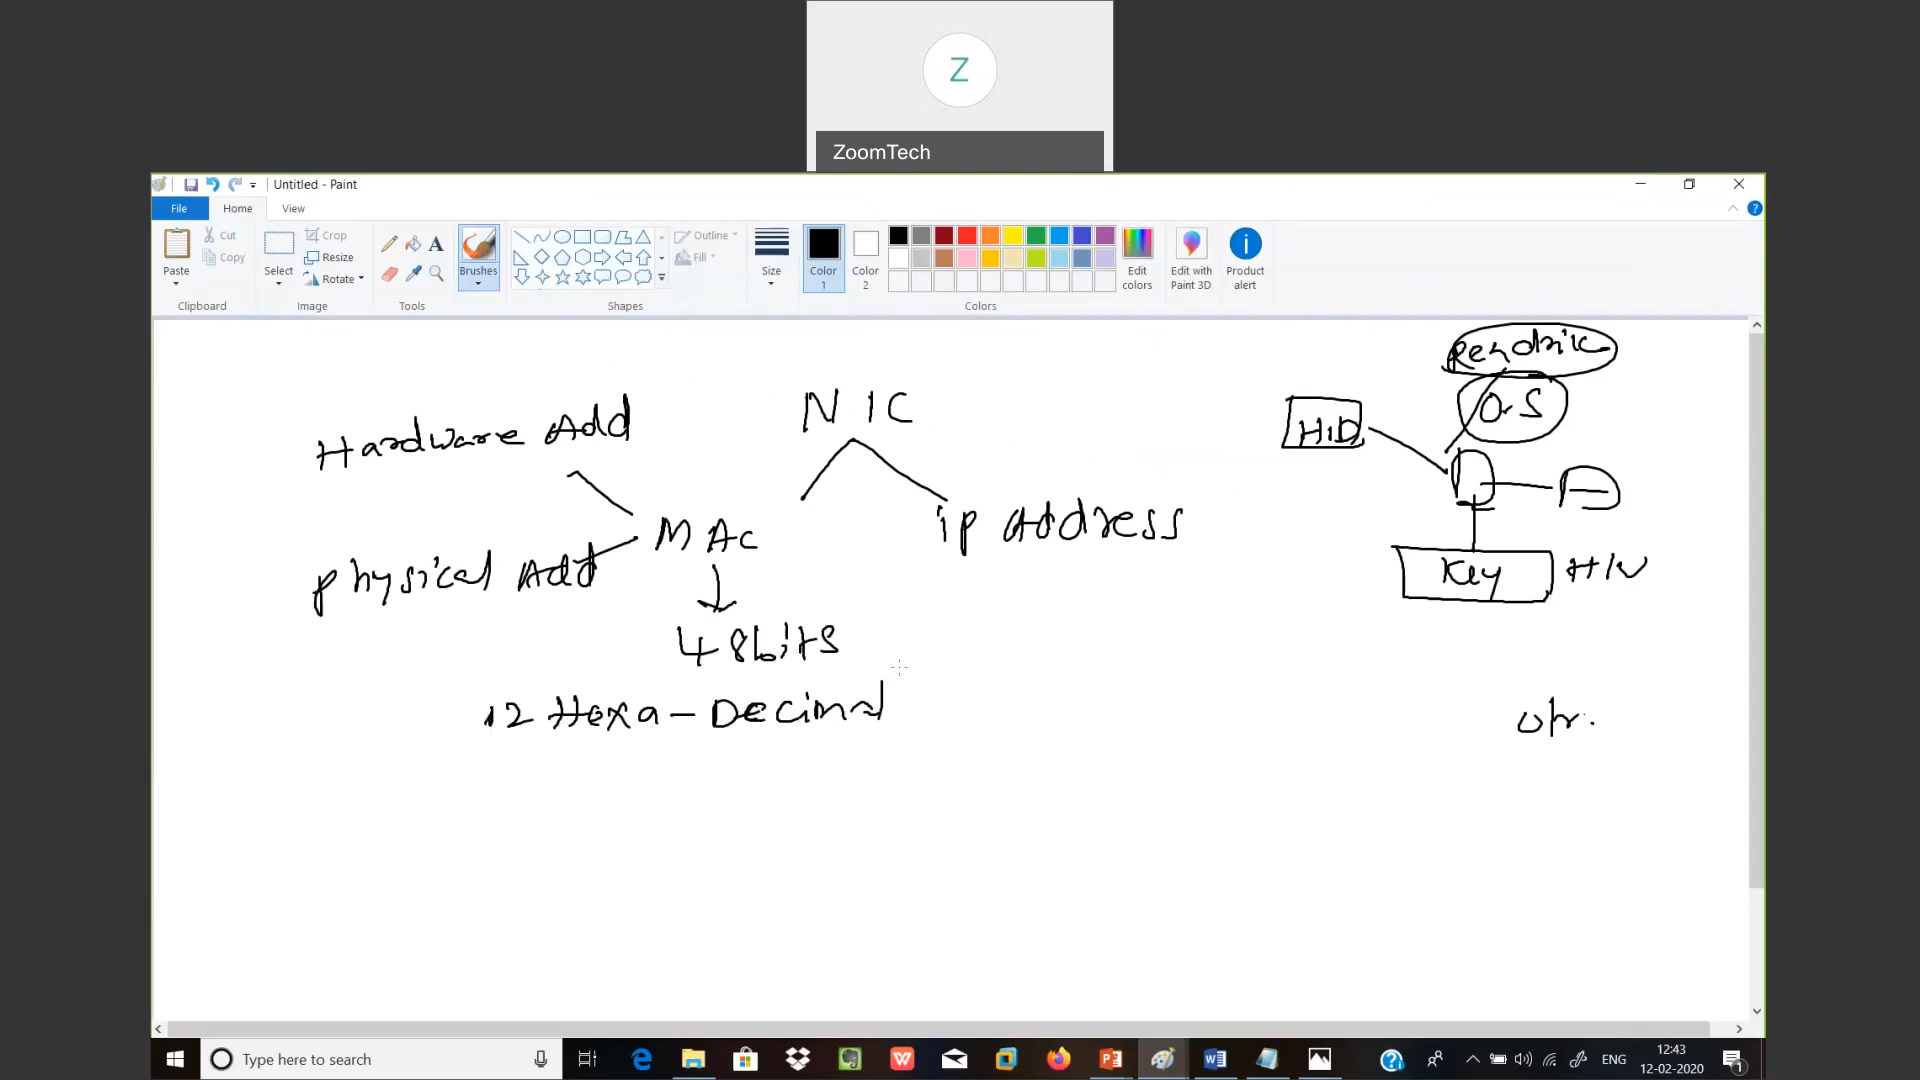 Z
ZoomTech
Untitled - Paint
File
Home
View
Paste
Cut
Copy
Clipboard
Select
Crop
Resize
Rotate
Image
A
Tools
Brushes
Shapes
Outline
Fill
Size
Color
1
Color
2
Edit
colors
Colors
Edit with
Paint 3D
Product
alert
NIC
Hardware Add
MAC
ip Address
physical Add
48bits
12 Hexa-Decimal
O.S
Key
Type here to search
ENG
12:43
12-02-2020
1